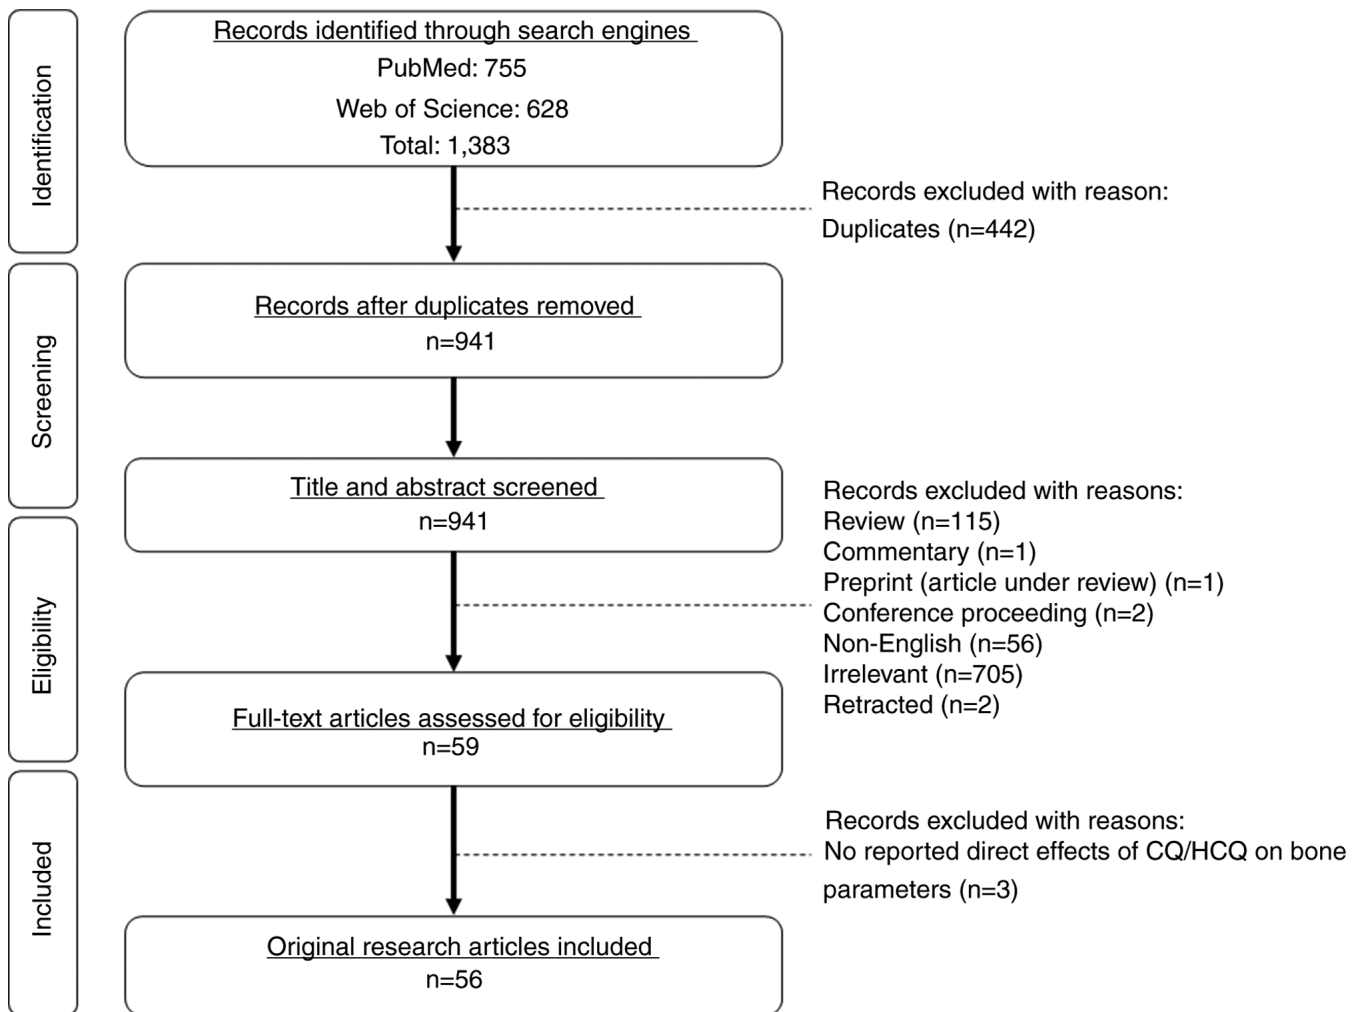 Identification
Records identified through search engines
PubMed: 755
Web of Science: 628
Total: 1,383
Records excluded with reason:
Duplicates (n=442)
Screening
Records after duplicates removed
n=941
Title and abstract screened
n=941
Records excluded with reasons:
Review (n=115)
Commentary (n=1)
Preprint (article under review) (n=1)
Conference proceeding (n=2)
Non-English (n=56)
Irrelevant (n=705)
Retracted (n=2)
Eligibility
Full-text articles assessed for eligibility
n=59
Records excluded with reasons:
No reported direct effects of CQ/HCQ on bone
parameters (n=3)
Included
Original research articles included
n=56